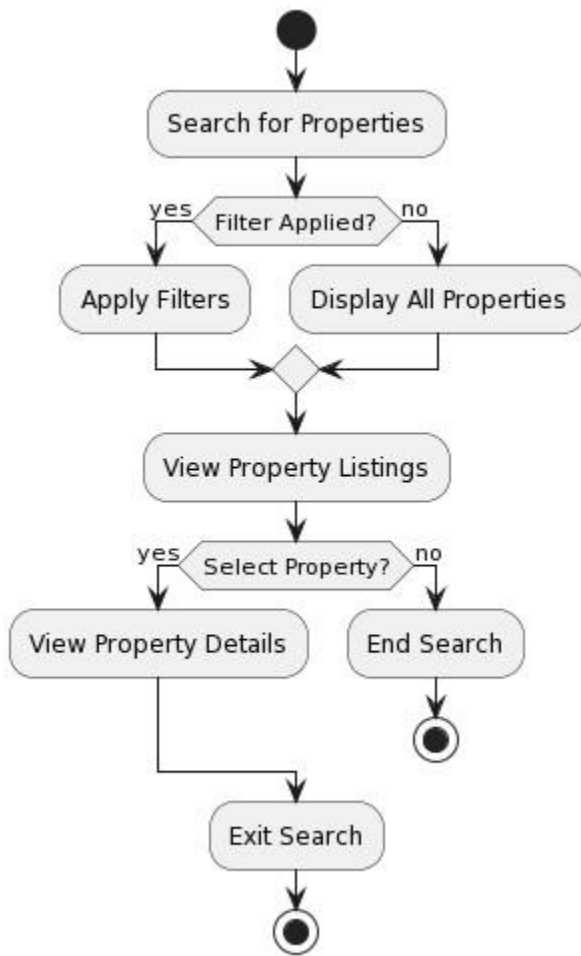 Search for Properties
yes
Filter Applied?
no
Apply Filters
Display All Properties
View Property Listings
yes
Select Property?
no
View Property Details
End Search
Exit Search